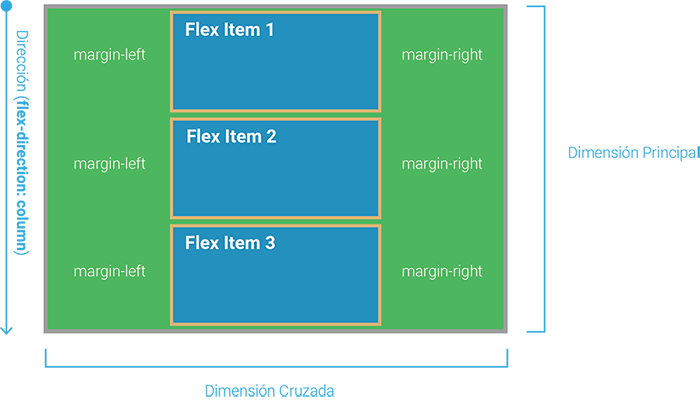 Dirección (flex-direction: column)
Flex Item 1
margin-left
margin-right
Flex Item 2
margin-left
margin-right
Flex Item 3
margin-left
margin-right
Dimensión Principal
Dimensión Cruzada